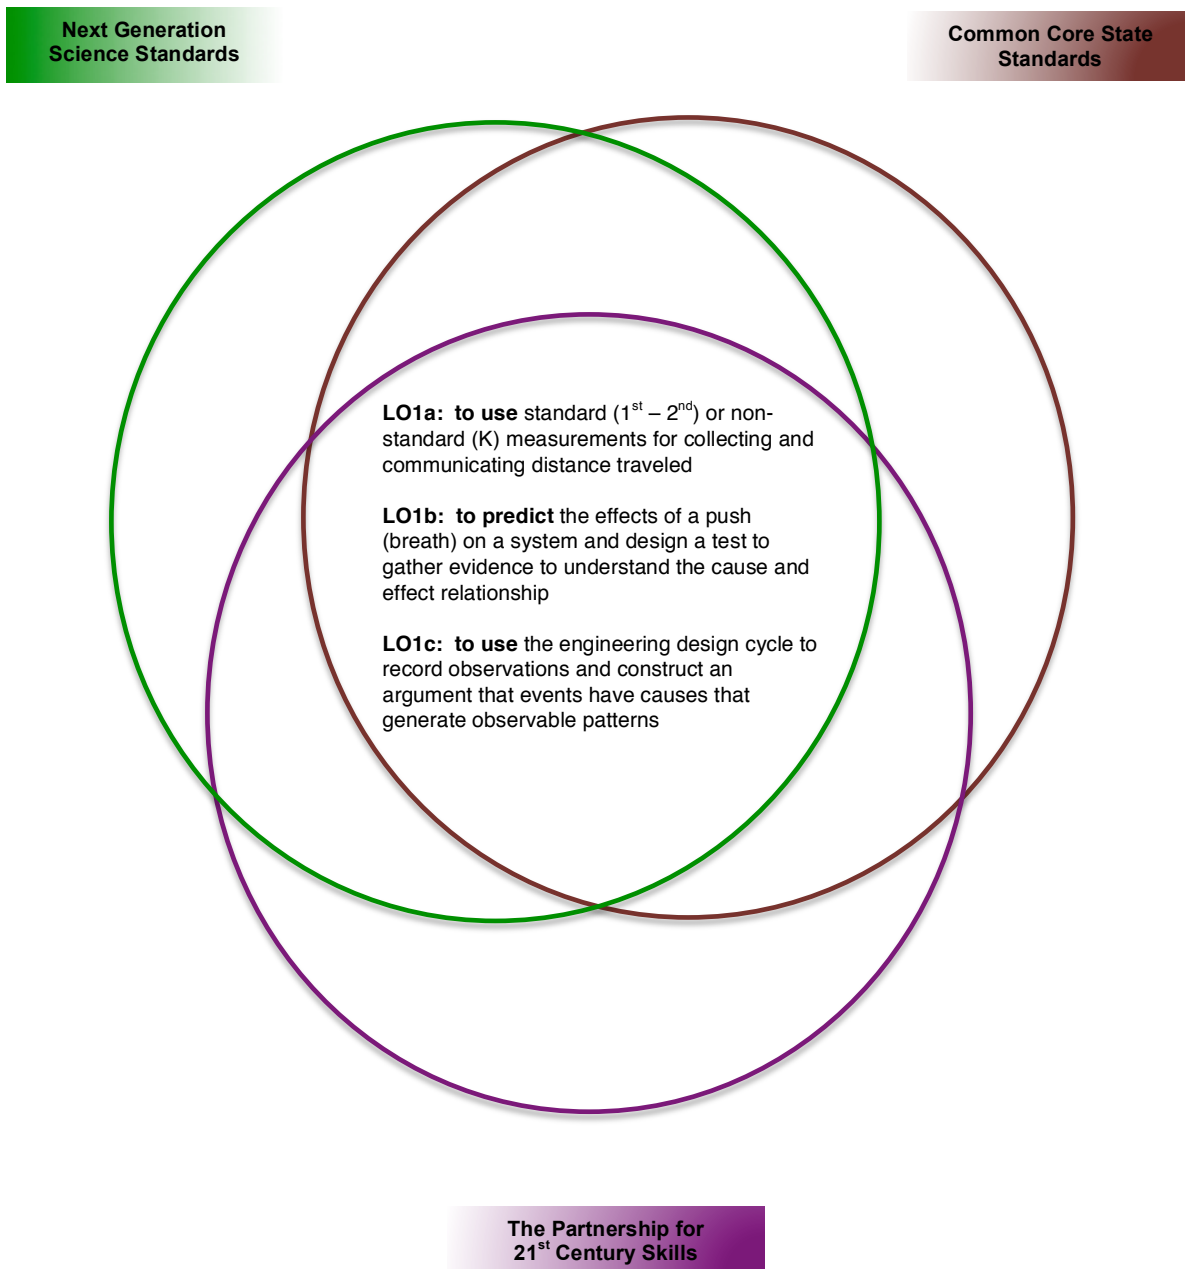 Next Generation
Science Standards
Common Core State
Standards
LO1a: to use standard (1st – 2nd) or non-
standard (K) measurements for collecting and
communicating distance traveled
LO1b: to predict the effects of a push
(breath) on a system and design a test to
gather evidence to understand the cause and
effect relationship
LO1c: to use the engineering design cycle to
record observations and construct an
argument that events have causes that
generate observable patterns
The Partnership for
21st Century Skills